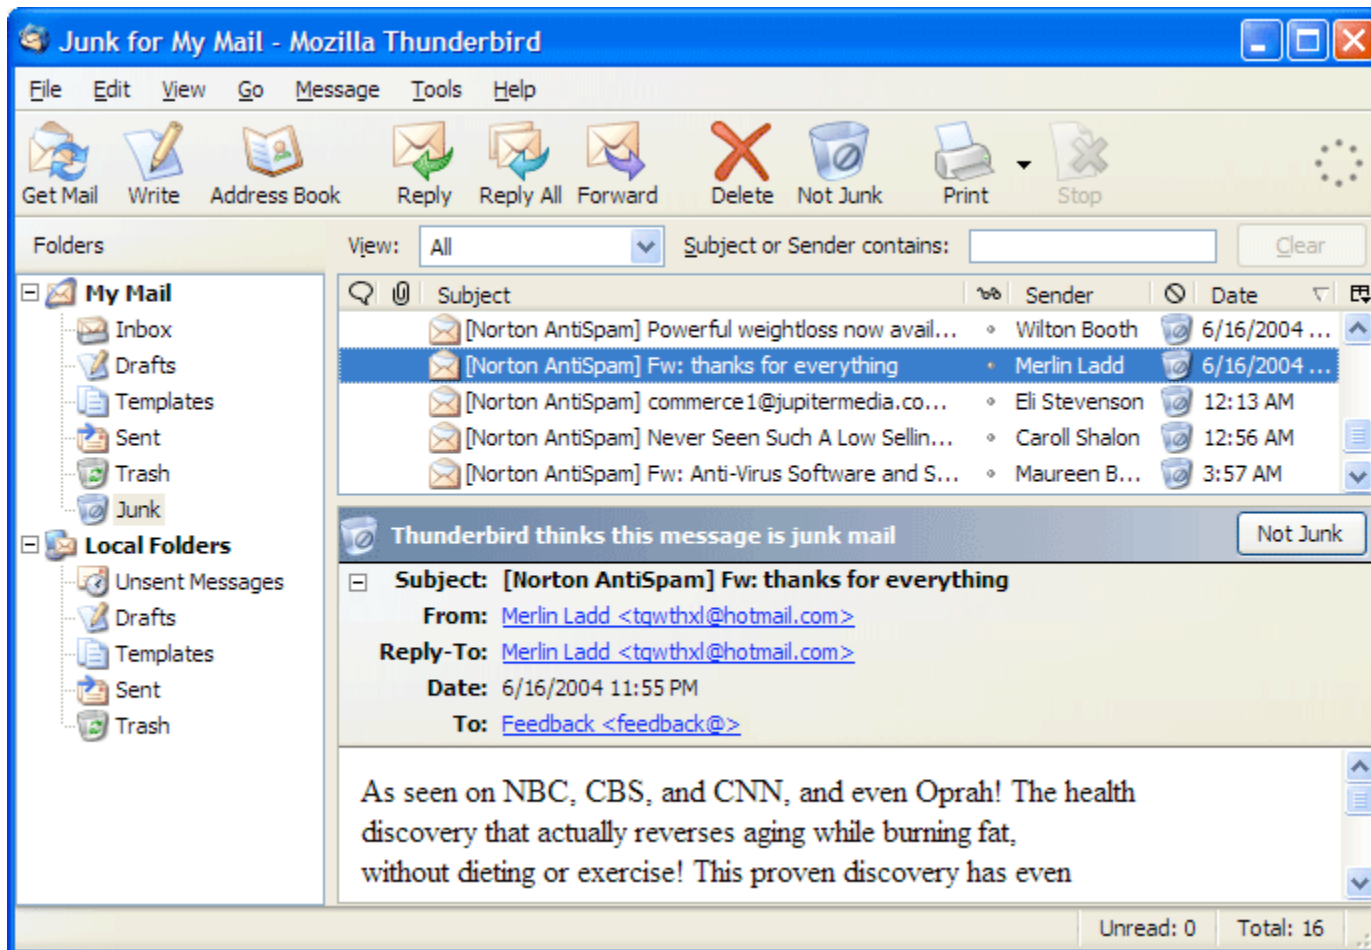 Junk for My Mail - Mozilla Thunderbird
File Edit View Go Message Tools Help
Get Mail Write Address Book Reply Reply All Forward Delete Not Junk Print Stop
Folders View: All Subject or Sender contains: Clear
My Mail
Inbox
Drafts
Templates
Sent
Trash
Junk
Local Folders
Unsent Messages
Drafts
Templates
Sent
Trash
Subject Sender Date
[Norton AntiSpam] Powerful weightloss now avail... Wilton Booth 6/16/2004 ...
[Norton AntiSpam] Fw: thanks for everything Merlin Ladd 6/16/2004 ...
[Norton AntiSpam] commerce1@jupitermedia.co... Eli Stevenson 12:13 AM
[Norton AntiSpam] Never Seen Such A Low Sellin... Caroll Shalon 12:56 AM
[Norton AntiSpam] Fw: Anti-Virus Software and S... Maureen B... 3:57 AM
Thunderbird thinks this message is junk mail Not Junk
Subject: [Norton AntiSpam] Fw: thanks for everything
From: Merlin Ladd <tqwthxl@hotmail.com>
Reply-To: Merlin Ladd <tqwthxl@hotmail.com>
Date: 6/16/2004 11:55 PM
To: Feedback <feedback@>
As seen on NBC, CBS, and CNN, and even Oprah! The health
discovery that actually reverses aging while burning fat,
without dieting or exercise! This proven discovery has even
Unread: 0 Total: 16